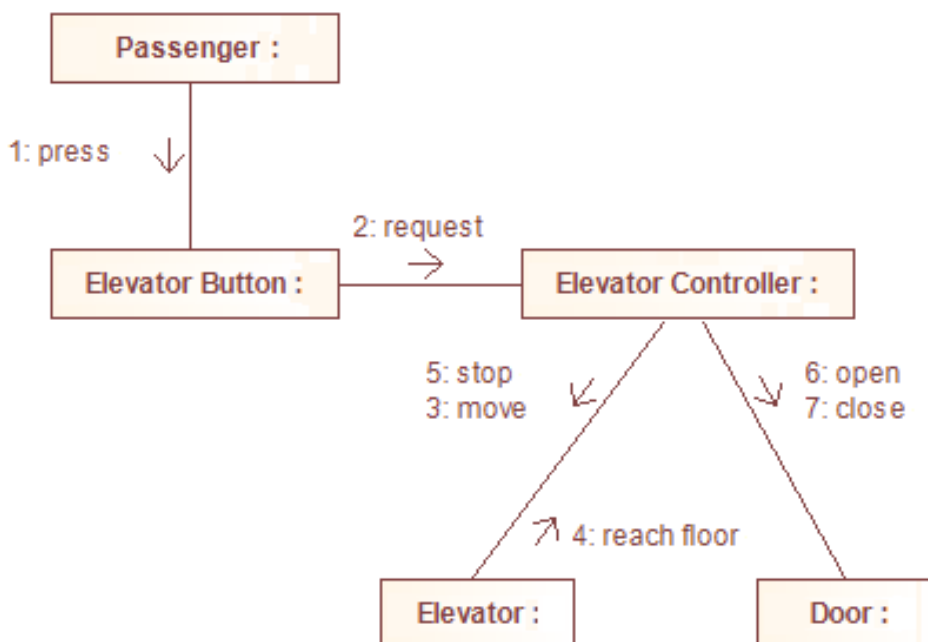 Passenger :
1: press
2: request
Elevator Button :
Elevator Controller :
5: stop
3: move
6: open
7: close
4: reach floor
Elevator :
Door :